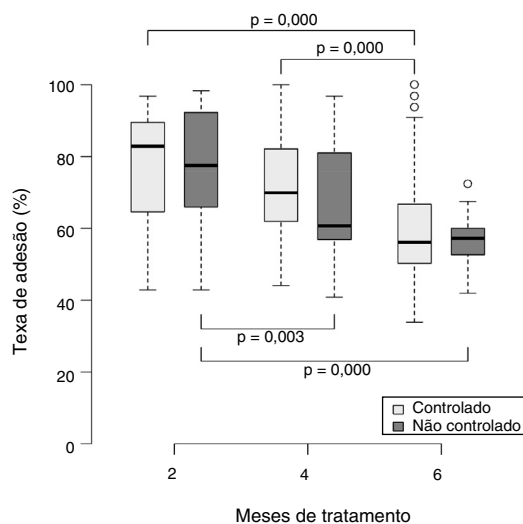 p = 0,000
p = 0,000
Texa de adesão (%)
100
80
60
40
20
0
p = 0,003
p = 0,000
Controlado
Não controlado
2
4
6
Meses de tratamento